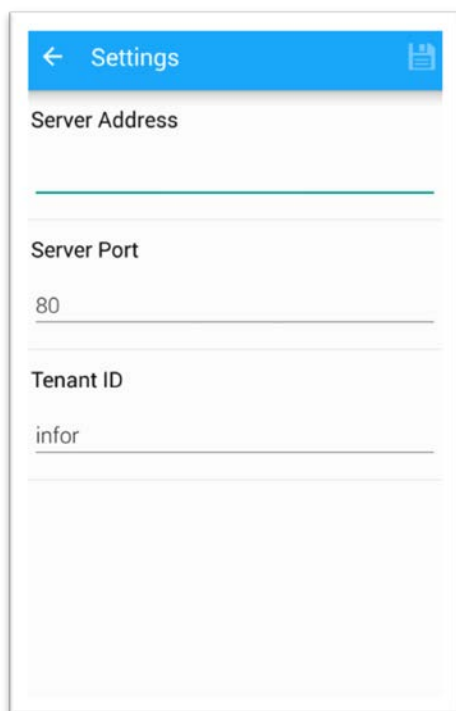 Settings
Server Address
Server Port
80
Tenant ID
infor